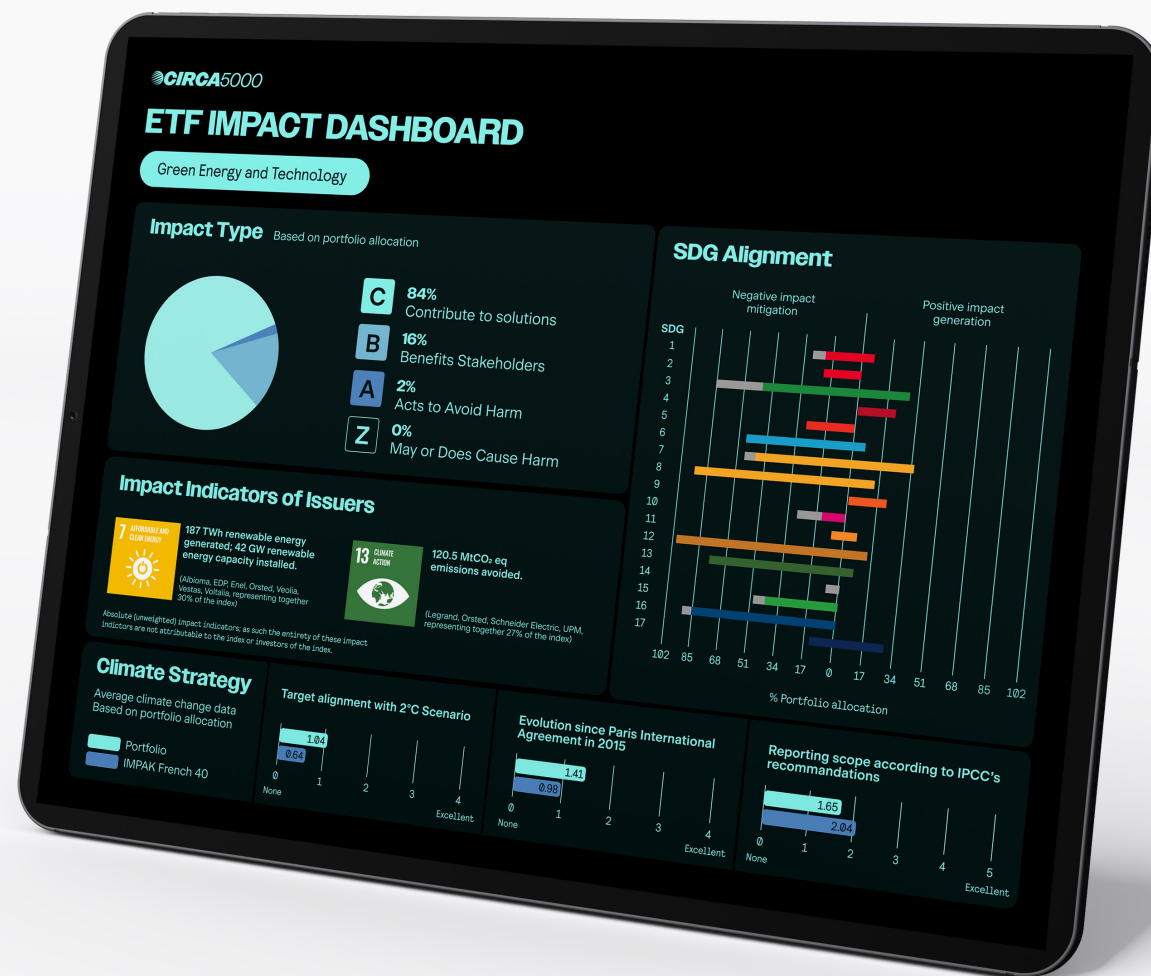 CIRCA5000
ETF IMPACT DASHBOARD
Green Energy and Technology
Impact Type Based on portfolio allocation
C 84%
Contribute to solutions
B 16%
Benefits Stakeholders
A 2%
Acts to Avoid Harm
Z 0%
May or Does Cause Harm
Impact Indicators of Issuers
7 AFFORDABLE AND
CLEAN ENERGY
187 TWh renewable energy
generated; 42 GW renewable
energy capacity installed.
(Albioma, EDP, Enel, Orsted, Veolia,
Vestas, Voltalia, representing together
30% of the index)
13 CLIMATE
ACTION
120.5 MtCO₂ eq
emissions avoided.
(Legrand, Orsted, Schneider Electric, UPM,
representing together 27% of the index)
Absolute (unweighted) impact indicators; as such the entirety of these impact
indictors are not attributable to the index or investors of the index.
SDG Alignment
Negative impact
mitigation
Positive impact
generation
SDG
1
2
3
4
5
6
7
8
9
10
11
12
13
14
15
16
17
102 85 68 51 34 17 0 17 34 51 68 85 102
% Portfolio allocation
Climate Strategy
Average climate change data
Based on portfolio allocation
Portfolio
IMPAK French 40
Target alignment with 2°C Scenario
1.04
0.64
0 1 2 3 4
None Excellent
Evolution since Paris International
Agreement in 2015
1.41
0.98
0 1 2 3 4
None Excellent
Reporting scope according to IPCC's
recommandations
1.65
2.04
0 1 2 3 4 5
None Excellent